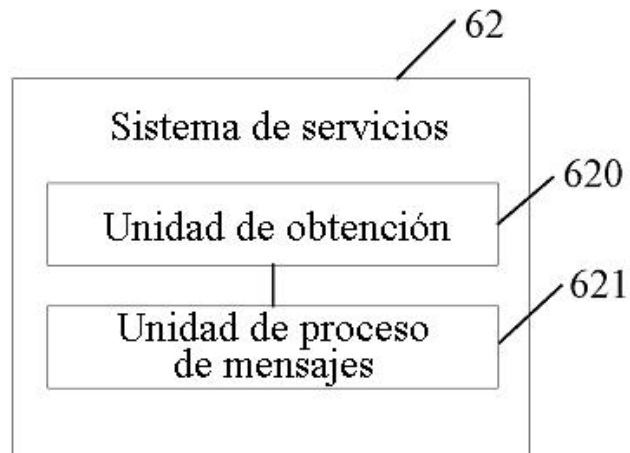 62
Sistema de servicios
620
Unidad de obtención
621
Unidad de proceso
de mensajes